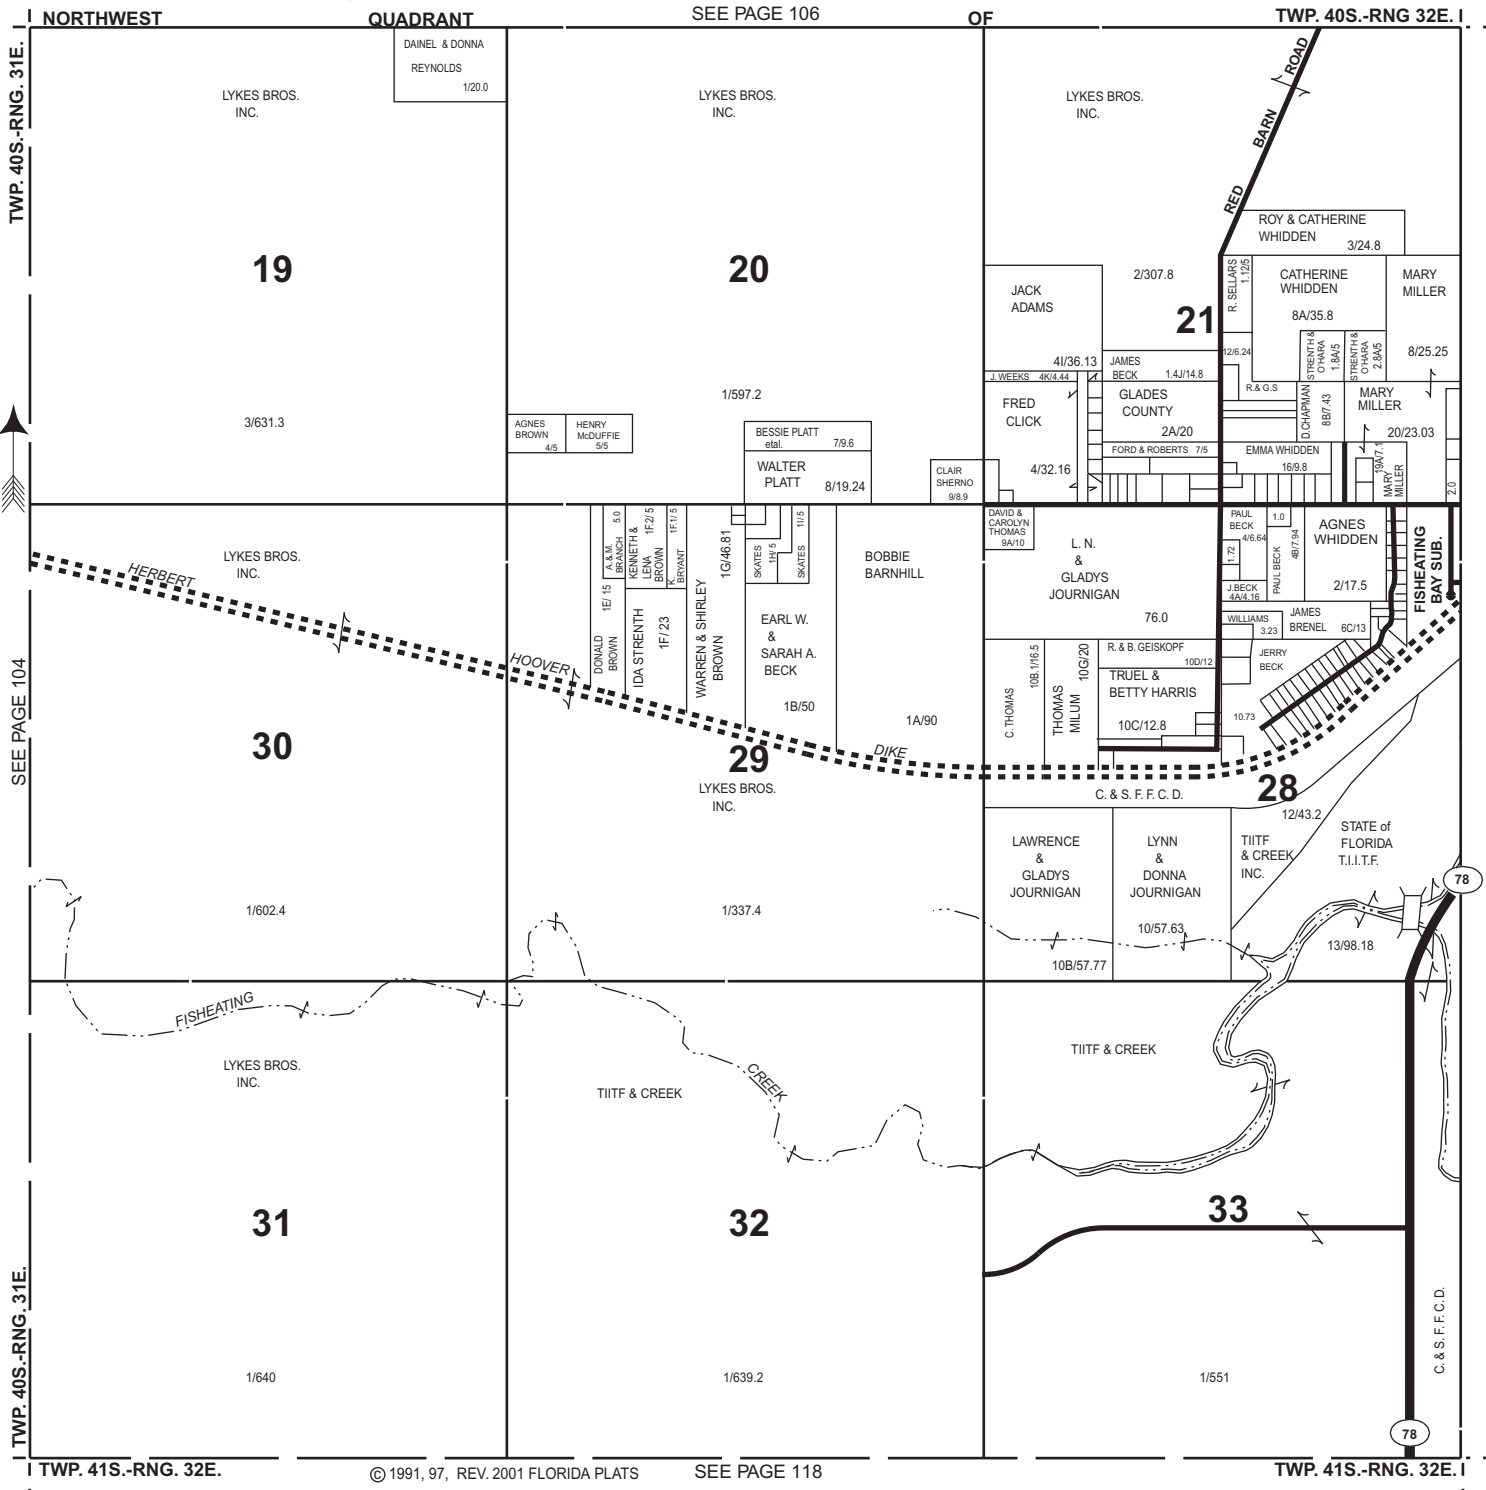 NORTHWEST QUADRANT OF
SEE PAGE 106
TWP. 40S.-RNG 32E.
TWP. 40S.-RNG. 31E.
DAINEL & DONNA
REYNOLDS
1/20.0
LYKES BROS.
INC.
19
3/631.3
LYKES BROS.
INC.
20
1/597.2
AGNES
BROWN
4/5
HENRY
McDUFFIE
5/5
BESSIE PLATT
etal. 7/9.6
WALTER
PLATT
8/19.24
CLAIR
SHERNO
9/8.9
LYKES BROS.
INC.
RED BARN ROAD
ROY & CATHERINE
WHIDDEN
3/24.8
2/307.8
21
JACK
ADAMS
4I/36.13
R. SELLARS
1.12/5
CATHERINE
WHIDDEN
8A/35.8
MARY
MILLER
8/25.25
STRENTH &
O'HARA
1.8A/5
STRENTH &
O'HARA
2.8A/5
12/6.24
J. WEEKS 4K/4.44
JAMES
BECK 1.4J/14.8
FRED
CLICK
4/32.16
GLADES
COUNTY
2A/20
FORD & ROBERTS 7/5
R.& G.S
D.CHAPMAN
8B/7.43
MARY
MILLER
20/23.03
EMMA WHIDDEN
16/9.8
19A/7.1
MARY
MILLER
2.0
SEE PAGE 104
LYKES BROS.
INC.
HERBERT HOOVER DIKE
30
1/602.4
DONALD
BROWN
1E/ 15
A.& M.
BRANCH
5.0
KENNETH &
LENA
BROWN
1F.2/ 5
K.
BRYANT
1F.1/ 5
IDA STRENTH
1F/ 23
WARREN & SHIRLEY
BROWN
1G/46.81
SKATES
1H/ 5
SKATES
1I/ 5
EARL W.
&
SARAH A.
BECK
1B/50
BOBBIE
BARNHILL
1A/90
29
LYKES BROS.
INC.
1/337.4
DAVID &
CAROLYN
THOMAS
9A/10
L. N.
&
GLADYS
JOURNIGAN
76.0
PAUL
BECK
4/6.64
1.0
1.72
PAUL BECK
4B/7.94
J.BECK
4A/4.16
AGNES
WHIDDEN
2/17.5
FISHEATING
BAY SUB.
WILLIAMS
3.23
JAMES
BRENEL 6C/13
JERRY
BECK
10.73
C. THOMAS
10B.1/16.5
THOMAS
MILUM
10G/20
R. & B. GEISKOPF
10D/12
TRUEL &
BETTY HARRIS
10C/12.8
C. & S. F. F. C. D.
28
12/43.2
LAWRENCE
&
GLADYS
JOURNIGAN
10B/57.77
LYNN
&
DONNA
JOURNIGAN
10/57.63
TIITF
& CREEK
INC.
STATE of
FLORIDA
T.I.I.T.F.
13/98.18
78
FISHEATING CREEK
LYKES BROS.
INC.
31
1/640
TIITF & CREEK
32
1/639.2
TIITF & CREEK
33
1/551
C. & S. F. F. C. D.
78
TWP. 40S.-RNG. 31E.
TWP. 41S.-RNG. 32E.
© 1991, 97, REV. 2001 FLORIDA PLATS
SEE PAGE 118
TWP. 41S.-RNG. 32E.